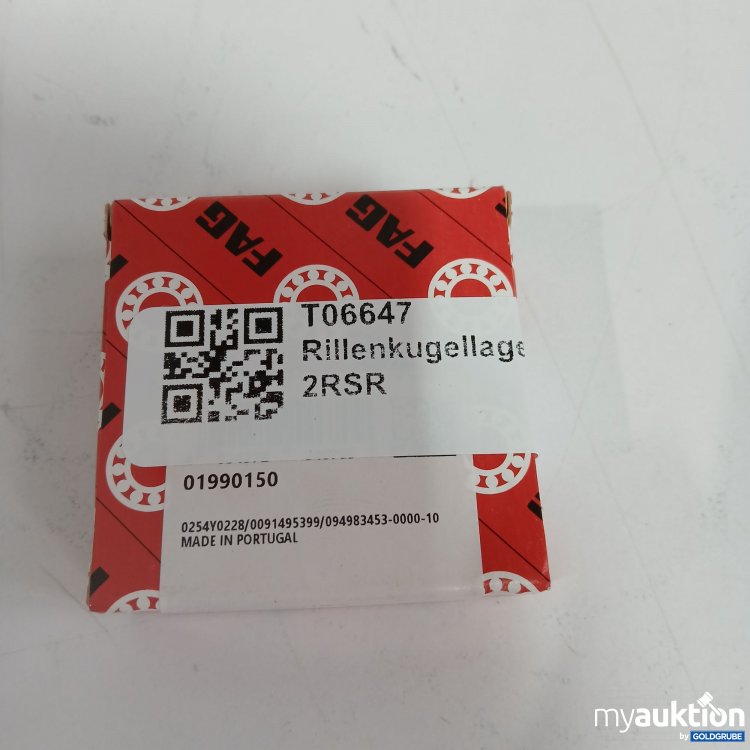 FAG FAG
T06647
Rillenkugellage
2RSR
01990150
0254Y0228/0091495399/094983453-0000-10
MADE IN PORTUGAL
myauktion
by GOLDGRUBE